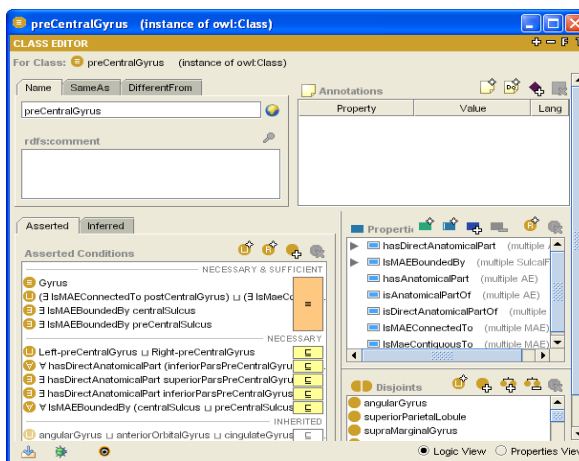 preCentralGyrus (instance of owl:Class)
CLASS EDITOR
For Class: preCentralGyrus (instance of owl:Class)
Name SameAs DifferentFrom
preCentralGyrus
rdfs:comment
Annotations
Property Value Lang
Asserted Inferred
Asserted Conditions
NECESSARY & SUFFICIENT
Gyrus
(∃ IsMAEConnectedTo postCentralGyrus) ⊔ (∃ IsMaeCo
∃ IsMAEBoundedBy centralSulcus
∃ IsMAEBoundedBy preCentralSulcus
=
NECESSARY
Left-preCentralGyrus ⊔ Right-preCentralGyrus ⊑
∀ hasDirectAnatomicalPart (inferiorParsPreCentralGyru ⊑
∃ hasDirectAnatomicalPart superiorParsPreCentralGyru ⊑
∃ hasDirectAnatomicalPart inferiorParsPreCentralGyrus ⊑
∀ IsMAEBoundedBy (centralSulcus ⊔ preCentralSulcus ⊑
INHERITED
angularGyrus ⊔ anteriorOrbitalGyrus ⊔ cingulateGyrus ⊑
Properti
hasDirectAnatomicalPart (multiple
IsMAEBoundedBy (multiple SulcalF
hasAnatomicalPart (multiple AE)
isAnatomicalPartOf (multiple AE)
isDirectAnatomicalPartOf (multiple
IsMAEConnectedTo (multiple MAE)
IsMaeContiguousTo (multiple MAE)
Disjoints
angularGyrus
superiorParietalLobule
supraMarginalGyrus
Logic View Properties View